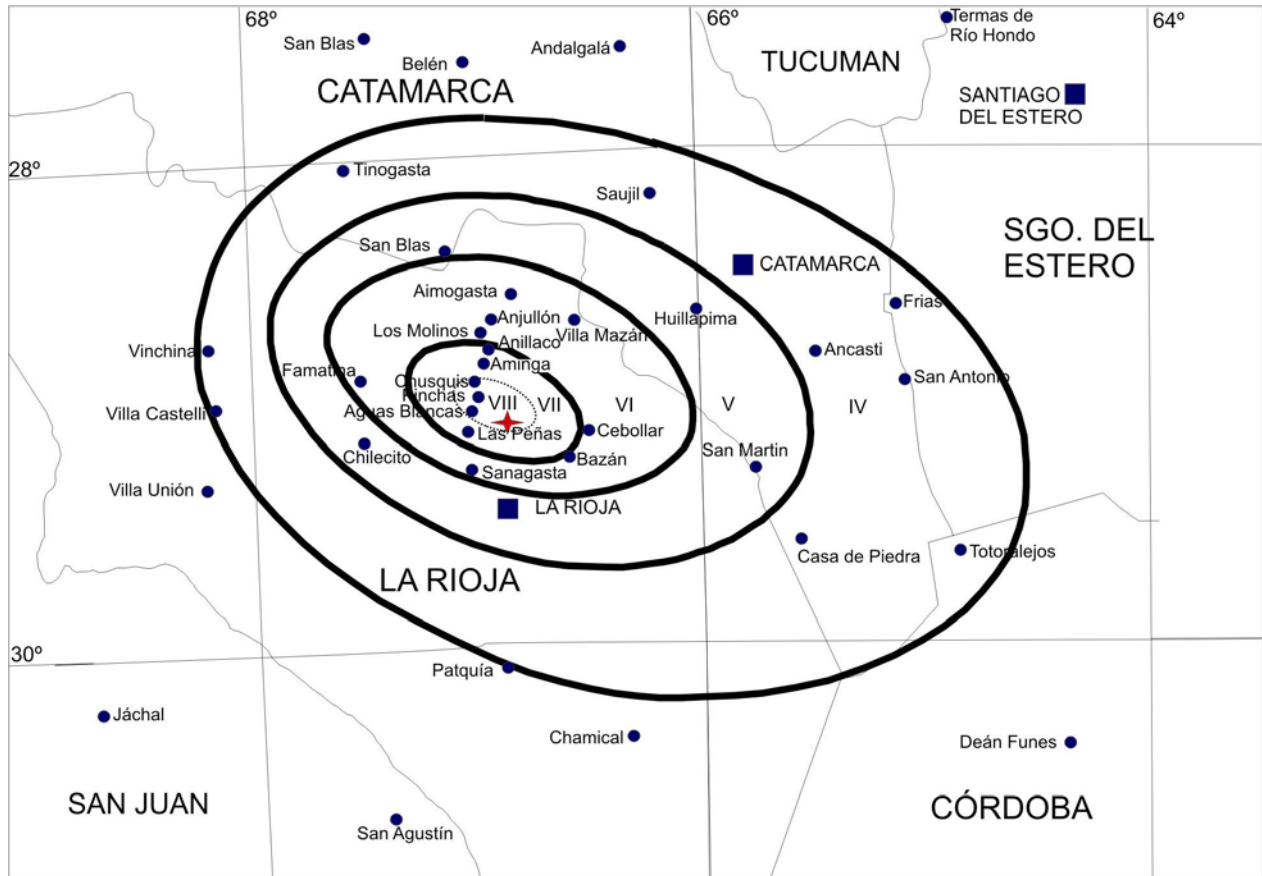 68º
66º
64º
San Blas
Belén
Andalgalá
Termas de
Río Hondo
TUCUMAN
CATAMARCA
SANTIAGO
DEL ESTERO
28º
Tinogasta
Saujil
SGO. DEL
ESTERO
San Blas
CATAMARCA
Aimogasta
Frias
Anjullón
Huillapima
Los Molinos
Villa Mazán
Vinchina
Anillaco
Ancasti
Aminga
Famatina
Chusquis
San Antonio
Pinchas
VIII
VII
VI
V
IV
Villa Castelli
Aguas Blancas
Las Peñas
Cebollar
Chilecito
San Martin
Bazán
Sanagasta
Villa Unión
LA RIOJA
Casa de Piedra
Totoralejos
LA RIOJA
30º
Patquía
Jáchal
Chamical
Deán Funes
SAN JUAN
CÓRDOBA
San Agustín